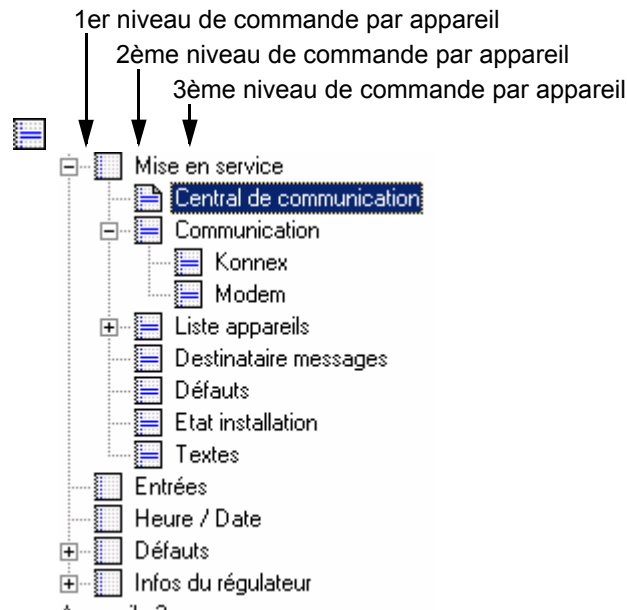 1er niveau de commande par appareil
2ème niveau de commande par appareil
3ème niveau de commande par appareil
Mise en service
Central de communication
Communication
Konnex
Modem
Liste appareils
Destinataire messages
Défauts
Etat installation
Textes
Entrées
Heure / Date
Défauts
Infos du régulateur